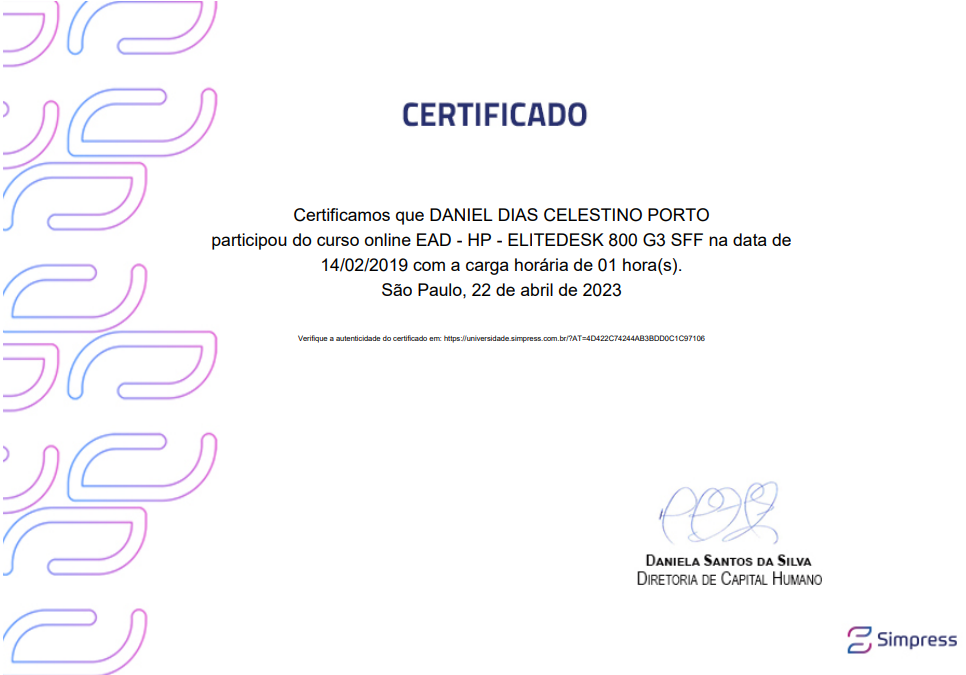 CERTIFICADO
Certificamos que DANIEL DIAS CELESTINO PORTO
participou do curso online EAD - HP - ELITEDESK 800 G3 SFF na data de
14/02/2019 com a carga horária de 01 hora(s).
São Paulo, 22 de abril de 2023
Verifique a autenticidade do certificado em: https://universidade.simpress.com.br/?AT=4D422C74244AB3BDD0C1C97106
DANIELA SANTOS DA SILVA
DIRETORIA DE CAPITAL HUMANO
Simpress